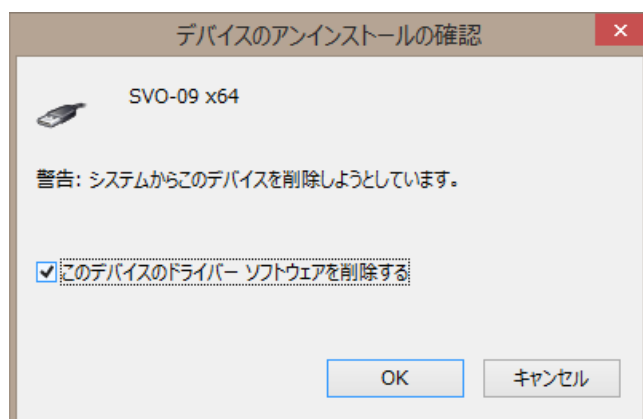 デバイスのアンインストールの確認
SVO-09 x64
警告: システムからこのデバイスを削除しようとしています。
このデバイスのドライバー ソフトウェアを削除する
OK
キャンセル